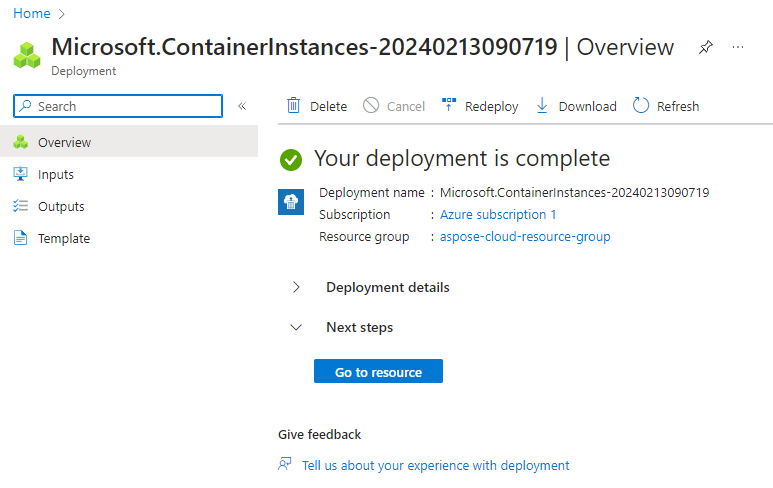 Home
Microsoft.ContainerInstances-20240213090719 | Overview
Deployment
Search
Overview
Inputs
Outputs
Template
Delete
Cancel
Redeploy
Download
Refresh
Your deployment is complete
Deployment name : Microsoft.ContainerInstances-20240213090719
Subscription : Azure subscription 1
Resource group : aspose-cloud-resource-group
Deployment details
Next steps
Go to resource
Give feedback
Tell us about your experience with deployment